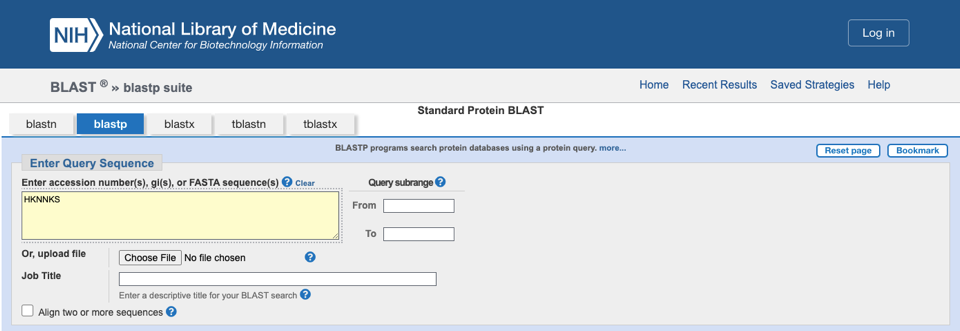 NIH National Library of Medicine
National Center for Biotechnology Information
Log in
BLAST ® » blastp suite
Home Recent Results Saved Strategies Help
Standard Protein BLAST
blastn blastp blastx tblastn tblastx
BLASTP programs search protein databases using a protein query. more...
Reset page Bookmark
Enter Query Sequence
Enter accession number(s), gi(s), or FASTA sequence(s) ? Clear
Query subrange ?
HKNNKS
From
To
Or, upload file
Choose File No file chosen ?
Job Title
Enter a descriptive title for your BLAST search ?
Align two or more sequences ?